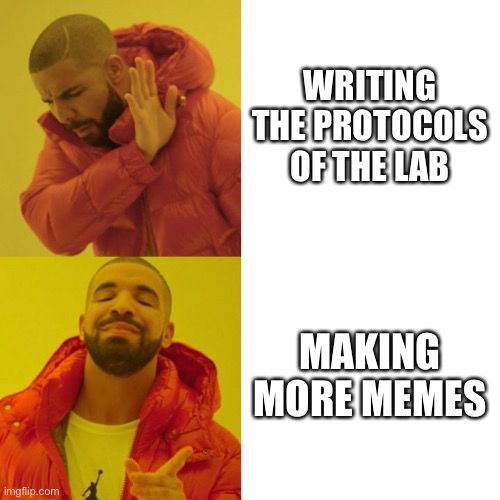 WRITING
THE PROTOCOLS
OF THE LAB
MAKING
MORE MEMES
imgflip.com